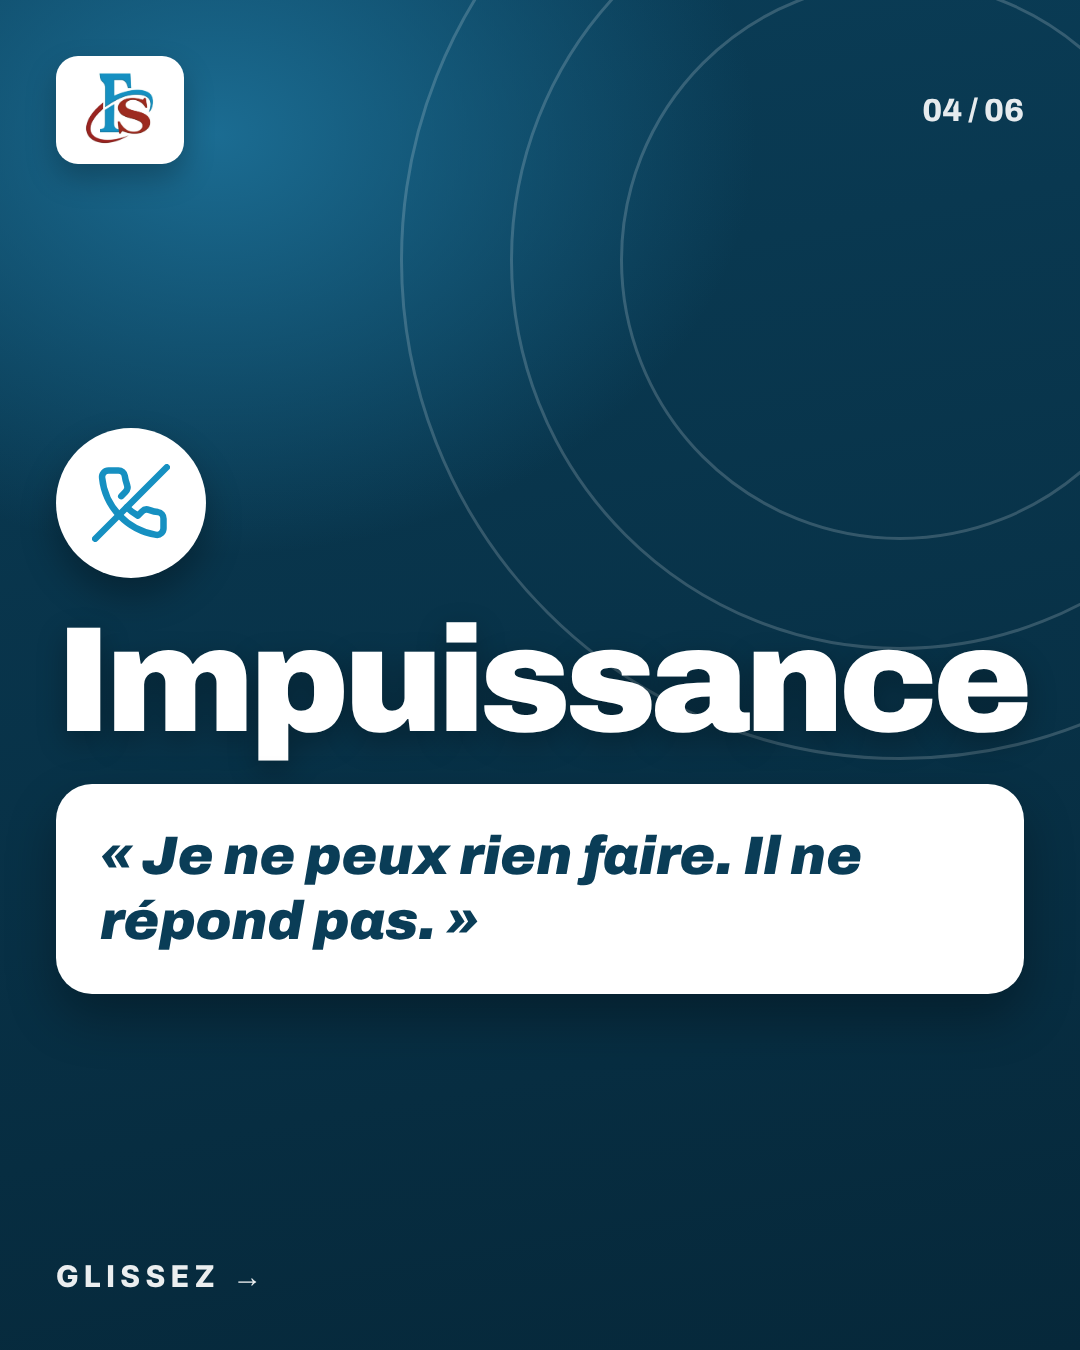 FS
04 / 06
Impuissance
« Je ne peux rien faire. Il ne
répond pas. »
GLISSEZ →